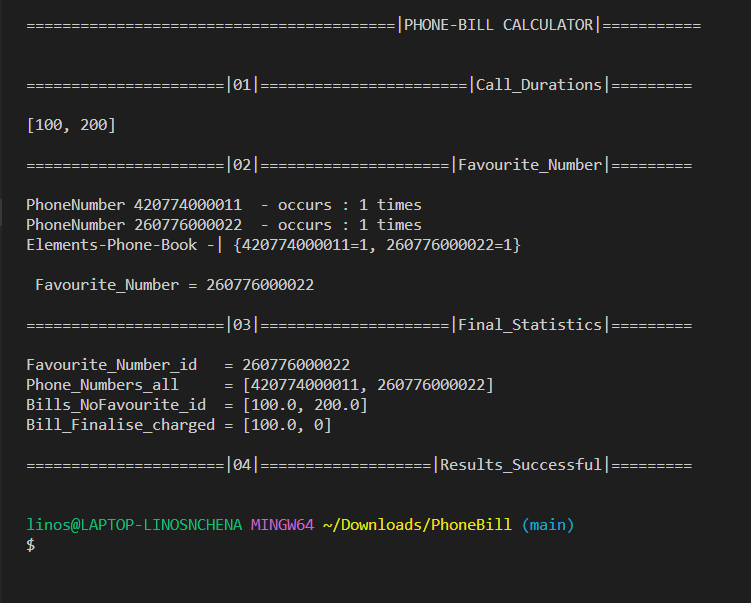 =========================================|PHONE-BILL CALCULATOR|===========
======================|01|=======================|Call_Durations|=========
[100, 200]
======================|02|=====================|Favourite_Number|=========
PhoneNumber 420774000011  - occurs : 1 times
PhoneNumber 260776000022  - occurs : 1 times
Elements-Phone-Book -| {420774000011=1, 260776000022=1}
Favourite_Number = 260776000022
======================|03|=====================|Final_Statistics|=========
Favourite_Number_id   = 260776000022
Phone_Numbers_all     = [420774000011, 260776000022]
Bills_NoFavourite_id  = [100.0, 200.0]
Bill_Finalise_charged = [100.0, 0]
======================|04|===================|Results_Successful|=========
linos@LAPTOP-LINOSNCHENA MINGW64 ~/Downloads/PhoneBill (main)
$